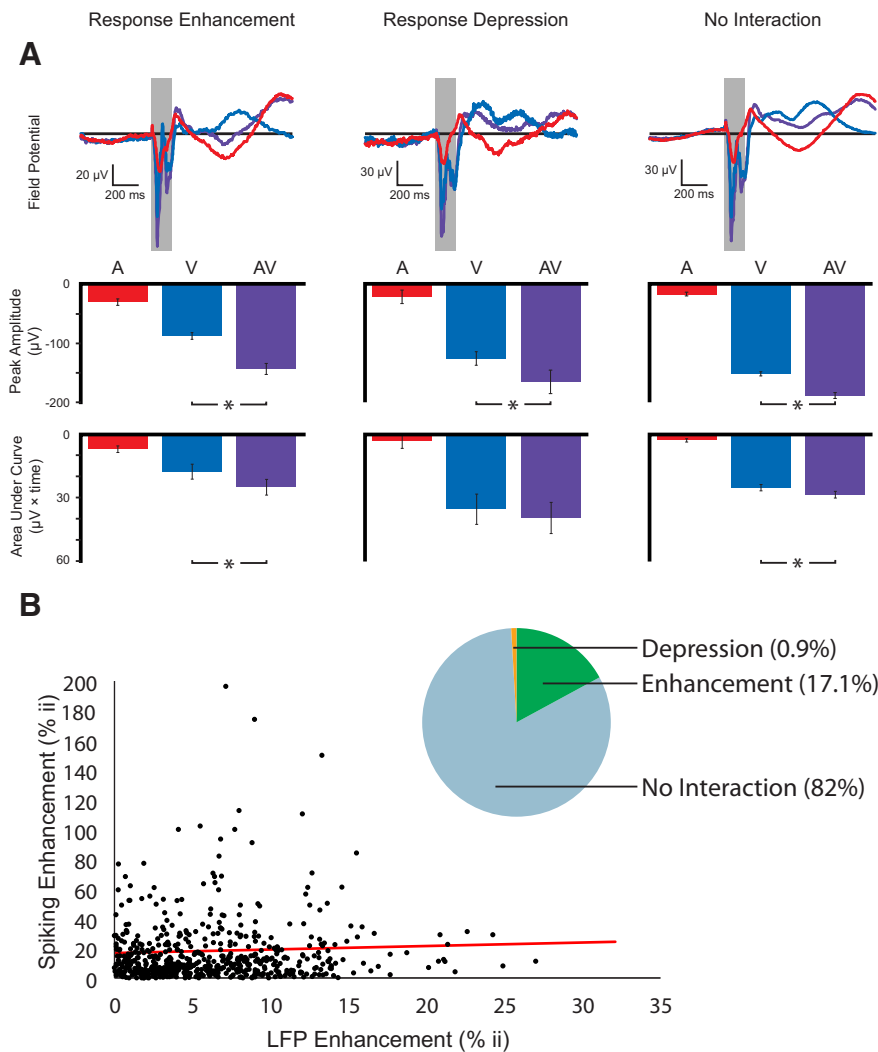 Response Enhancement
Response Depression
No Interaction
A
Field Potential
20 µV
200 ms
30 µV
200 ms
30 µV
200 ms
A V AV
A V AV
A V AV
Peak Amplitude
(µV)
0
-100
-200
*
*
*
Area Under Curve
(µV × time)
0
30
60
*
*
B
Depression (0.9%)
Enhancement (17.1%)
No Interaction (82%)
Spiking Enhancement (% ii)
200
180
160
140
120
100
80
60
40
20
0
0 5 10 15 20 25 30 35
LFP Enhancement (% ii)